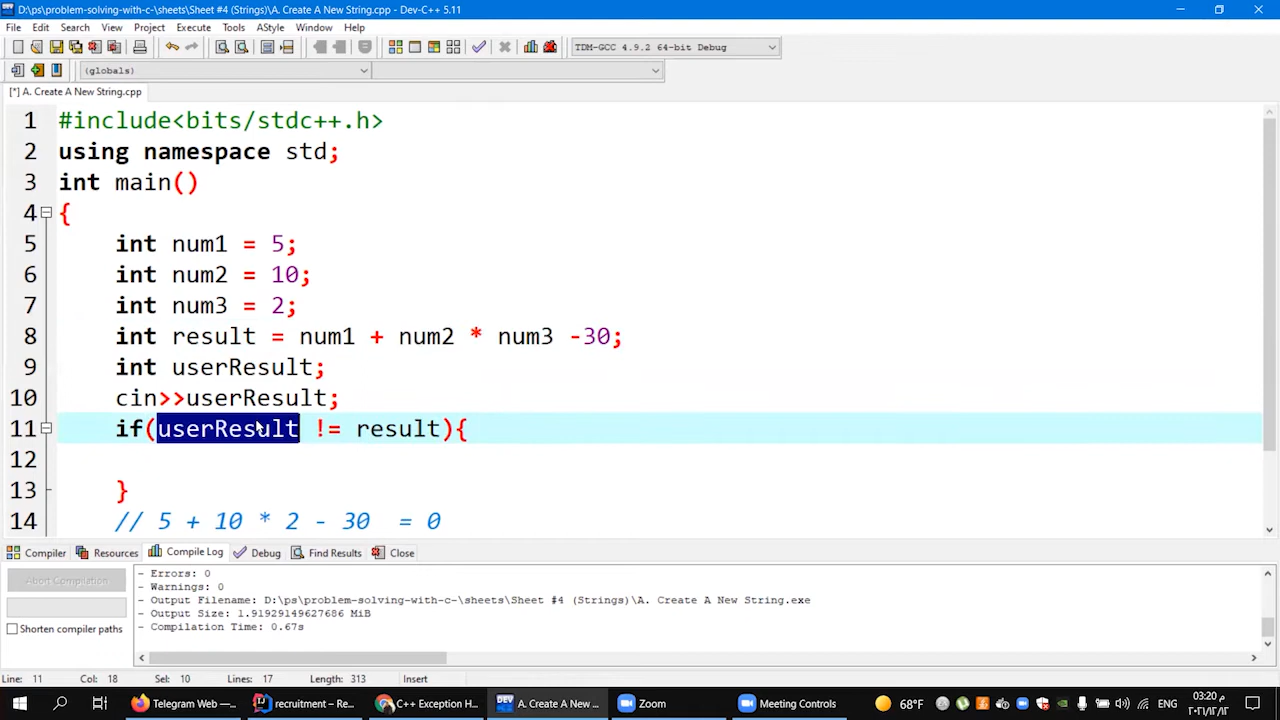 D:\ps\problem-solving-with-c-\sheets\Sheet #4 (Strings)\A. Create A New String.cpp - Dev-C++ 5.11
File Edit Search View Project Execute Tools AStyle Window Help
TDM-GCC 4.9.2 64-bit Debug
(globals)
[*] A. Create A New String.cpp
1 #include<bits/stdc++.h>
2 using namespace std;
3 int main()
4 {
5 int num1 = 5;
6 int num2 = 10;
7 int num3 = 2;
8 int result = num1 + num2 * num3 -30;
9 int userResult;
10 cin>>userResult;
11 if(userResult != result){
12
13 }
14 // 5 + 10 * 2 - 30 = 0
Compiler Resources Compile Log Debug Find Results Close
Abort Compilation
Shorten compiler paths
- Errors: 0
- Warnings: 0
- Output Filename: D:\ps\problem-solving-with-c-\sheets\Sheet #4 (Strings)\A. Create A New String.exe
- Output Size: 1.91929149627686 MiB
- Compilation Time: 0.67s
Line: 11 Col: 18 Sel: 10 Lines: 17 Length: 313 Insert
Telegram Web —... recruitment – Re... C++ Exception H... A. Create A New ... Zoom Meeting Controls 68°F ENG 03:20 م